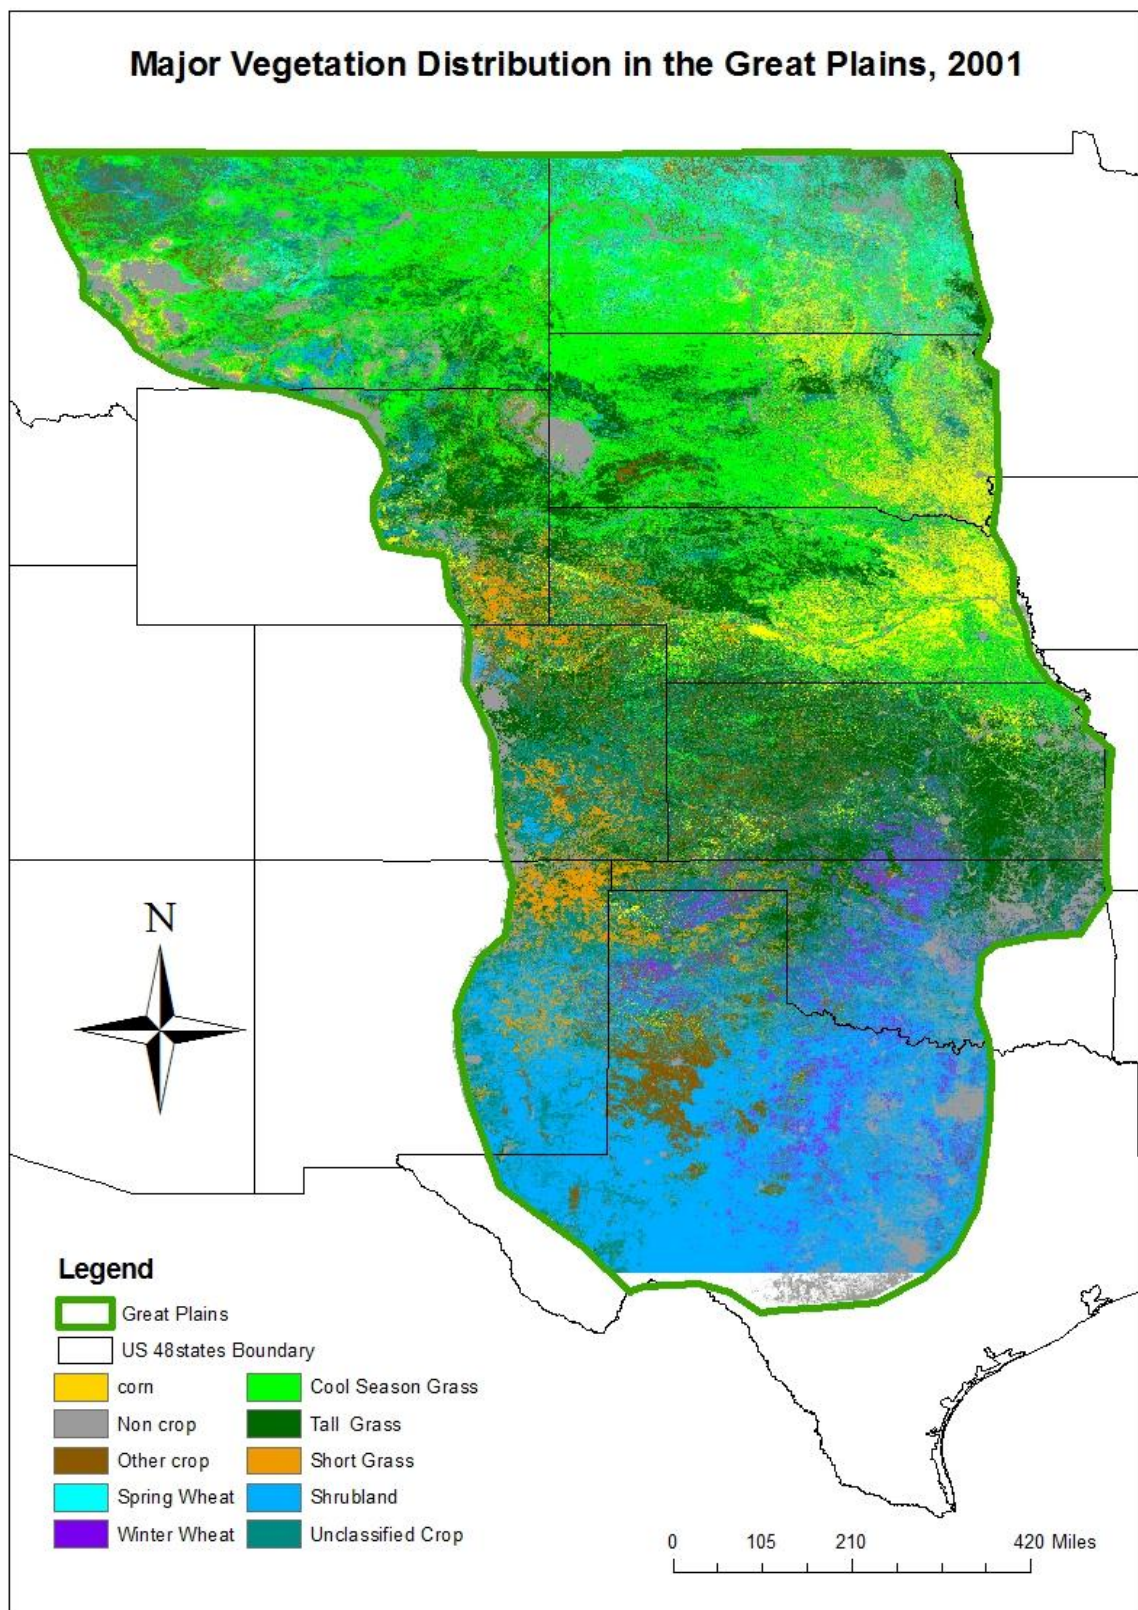 Major Vegetation Distribution in the Great Plains, 2001
N
Legend
Great Plains
US 48states Boundary
corn
Cool Season Grass
Non crop
Tall Grass
Other crop
Short Grass
Spring Wheat
Shrubland
Winter Wheat
Unclassified Crop
0 105 210 420 Miles